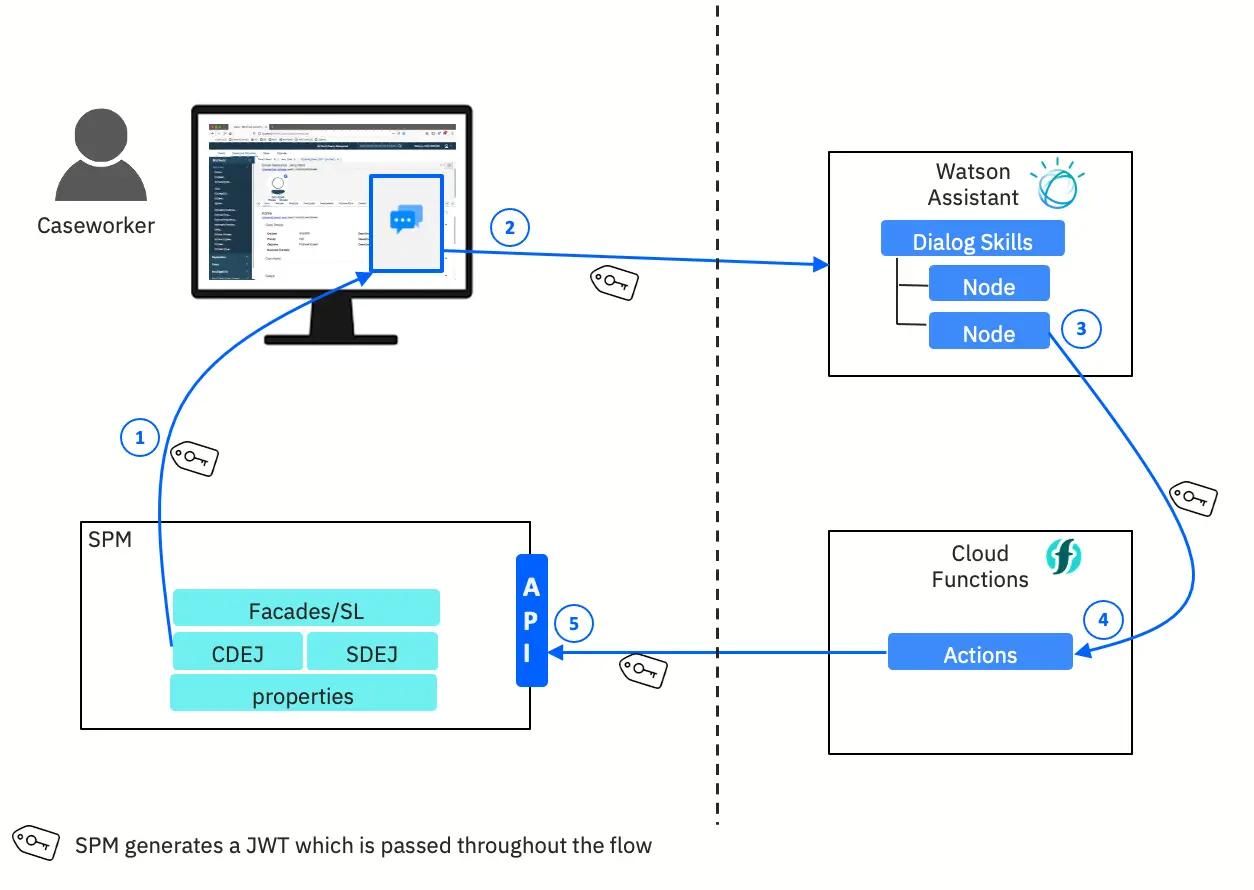 Caseworker
2
Watson
Assistant
Dialog Skills
Node
Node
3
1
SPM
Facades/SL
CDEJ
SDEJ
properties
A
P
I
5
Cloud
Functions
4
Actions
SPM generates a JWT which is passed throughout the flow